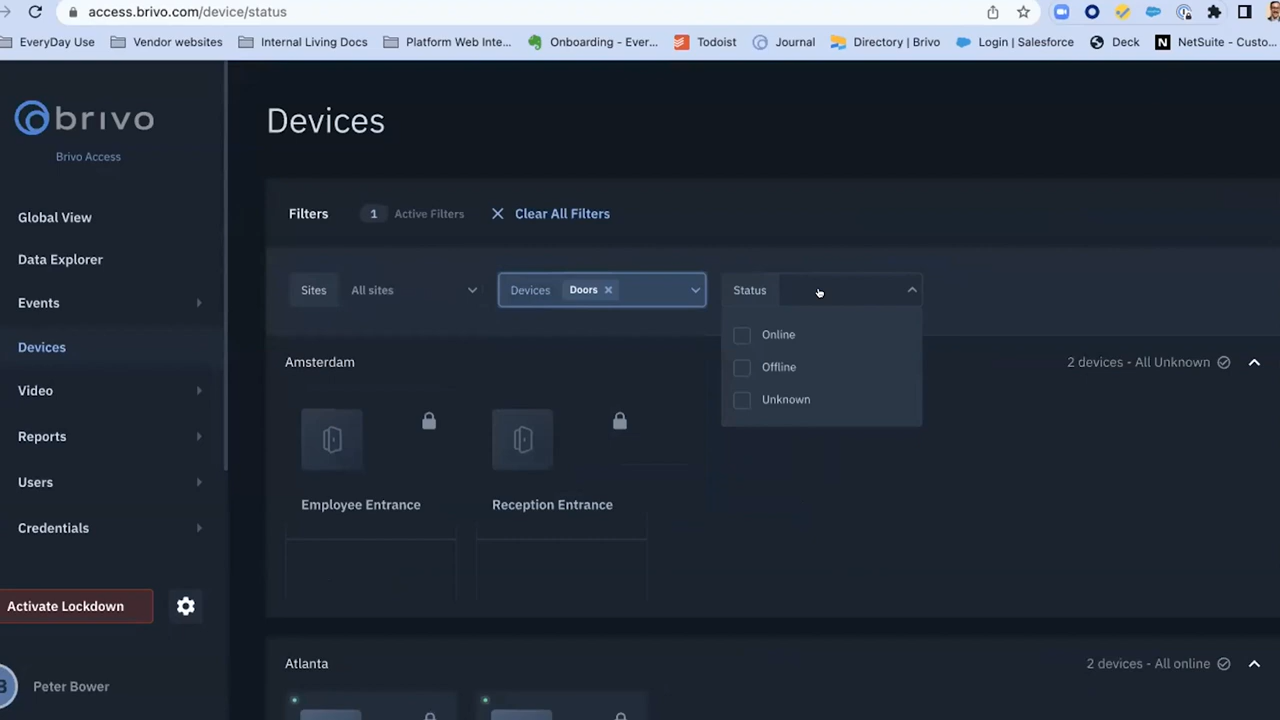 access.brivo.com/device/status
EveryDay Use
Vendor websites
Internal Living Docs
Platform Web Inte...
Onboarding - Ever...
Todoist
Journal
Directory | Brivo
Login | Salesforce
Deck
N NetSuite - Custo...
brivo
Brivo Access
Global View
Data Explorer
Events
Devices
Video
Reports
Users
Credentials
Activate Lockdown
B Peter Bower
Devices
Filters 1 Active Filters Clear All Filters
Sites All sites
Devices Doors
Status
Online
Offline
Unknown
Amsterdam
2 devices - All Unknown
Employee Entrance
Reception Entrance
Atlanta
2 devices - All online